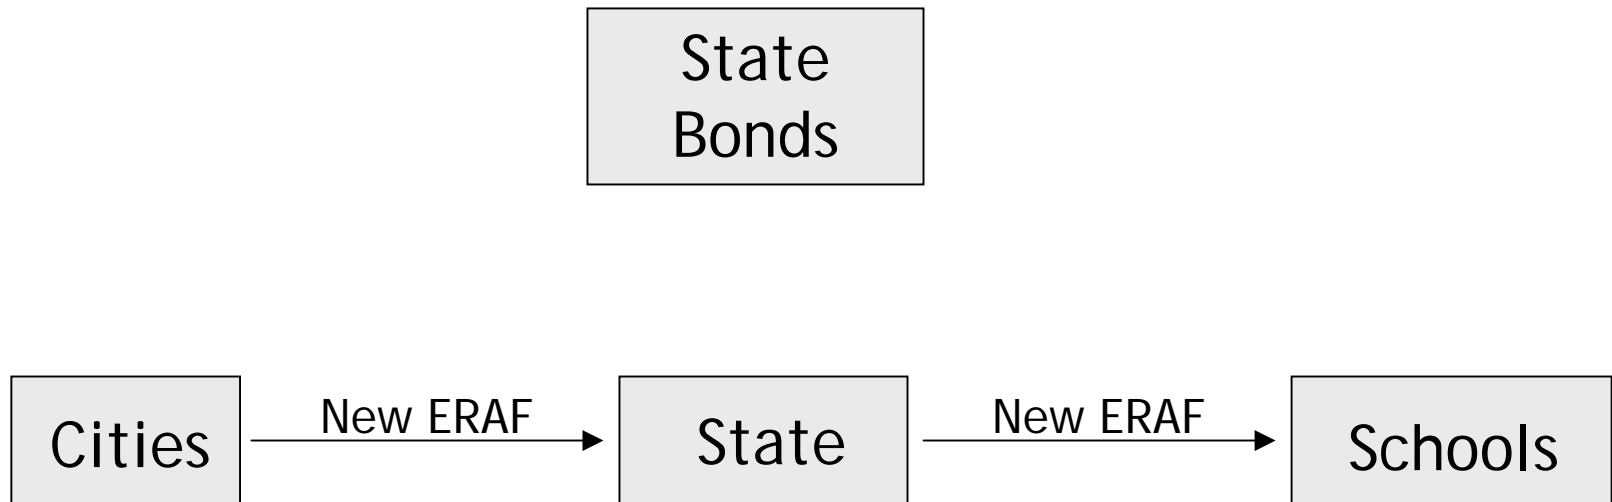 State
Bonds
New ERAF
New ERAF
Cities
State
Schools